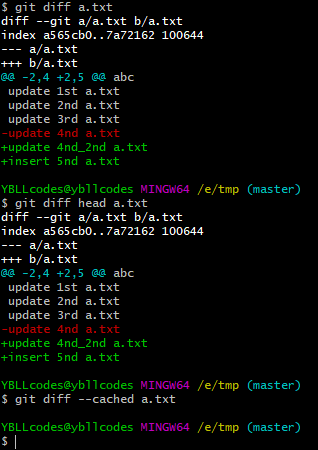 $ git diff a.txt
diff --git a/a.txt b/a.txt
index a565cb0..7a72162 100644
--- a/a.txt
+++ b/a.txt
@@ -2,4 +2,5 @@ abc
 update 1st a.txt
 update 2nd a.txt
 update 3rd a.txt
-update 4nd a.txt
+update 4nd_2nd a.txt
+insert 5nd a.txt
YBLLcodes@ybllcodes MINGW64 /e/tmp (master)
$ git diff head a.txt
diff --git a/a.txt b/a.txt
index a565cb0..7a72162 100644
--- a/a.txt
+++ b/a.txt
@@ -2,4 +2,5 @@ abc
 update 1st a.txt
 update 2nd a.txt
 update 3rd a.txt
-update 4nd a.txt
+update 4nd_2nd a.txt
+insert 5nd a.txt
YBLLcodes@ybllcodes MINGW64 /e/tmp (master)
$ git diff --cached a.txt
YBLLcodes@ybllcodes MINGW64 /e/tmp (master)
$